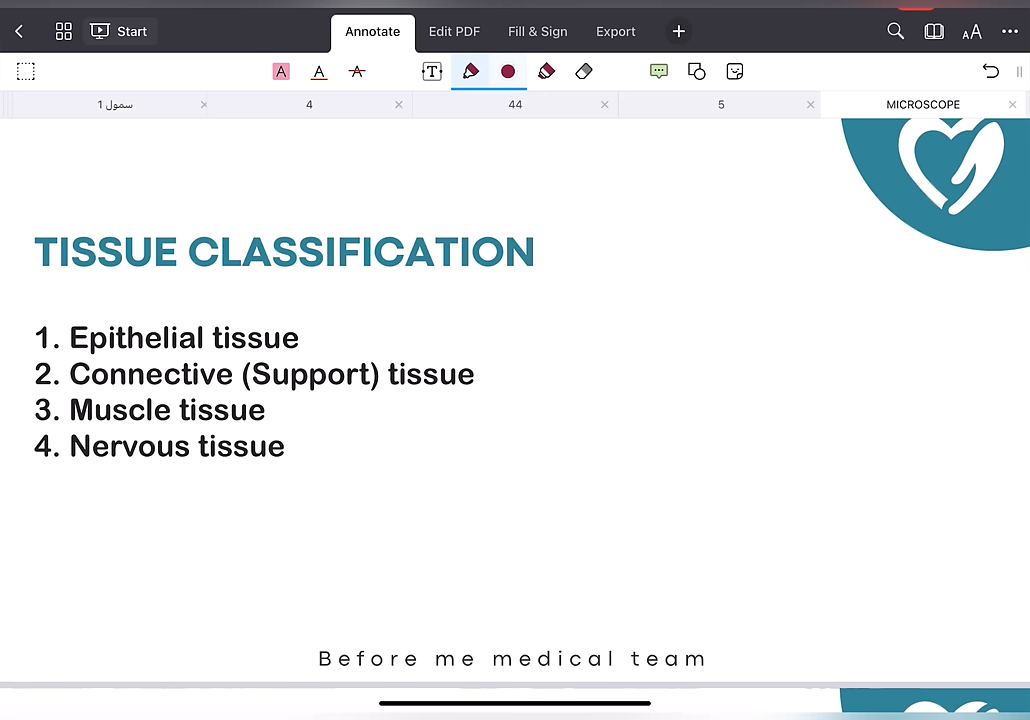 Start
Annotate
Edit PDF
Fill & Sign
Export
سمول 1
4
44
5
MICROSCOPE
TISSUE CLASSIFICATION
1. Epithelial tissue
2. Connective (Support) tissue
3. Muscle tissue
4. Nervous tissue
Before me medical team